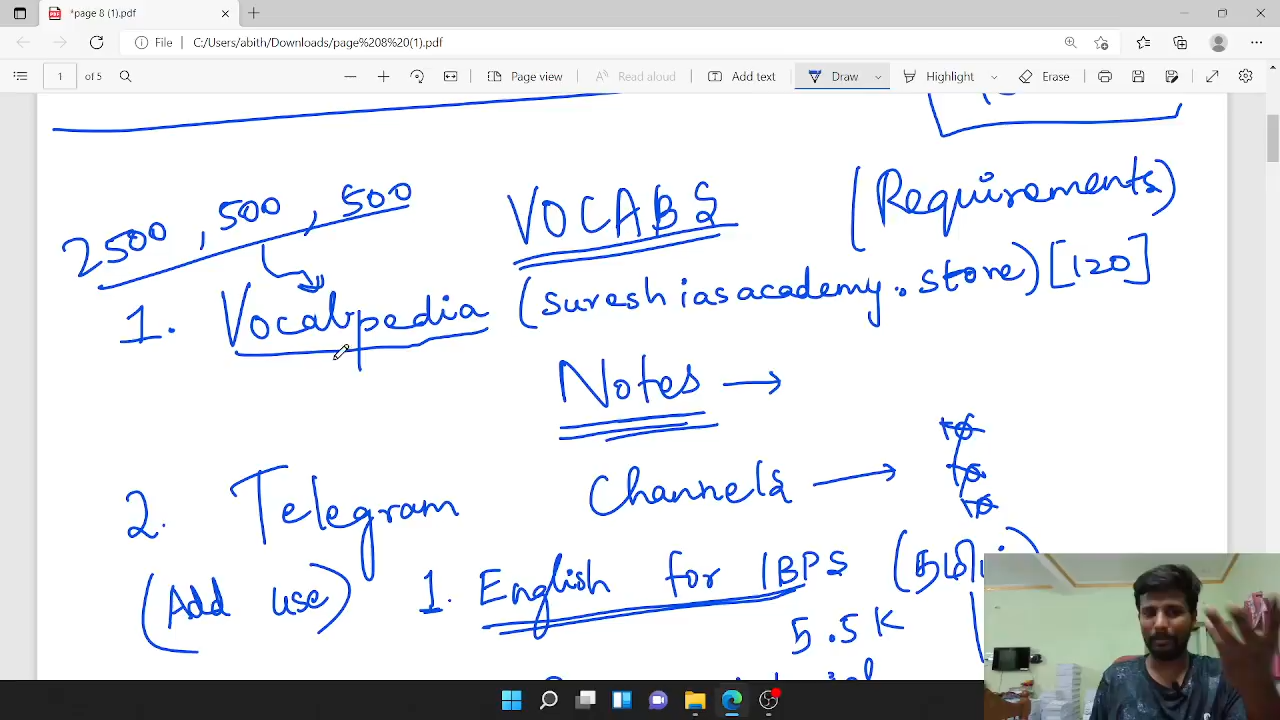 *page 8 (1).pdf
File C:/Users/abith/Downloads/page%208%20(1).pdf
1 of 5 Page view Read aloud Add text Draw Highlight Erase
2500, 500, 500 VOCABS (Requirements)
1. Vocabpedia (sureshiasacademy.store) [120]
Notes →
2. Telegram Channels →
(Add use) 1. English for IBPS
5.5K